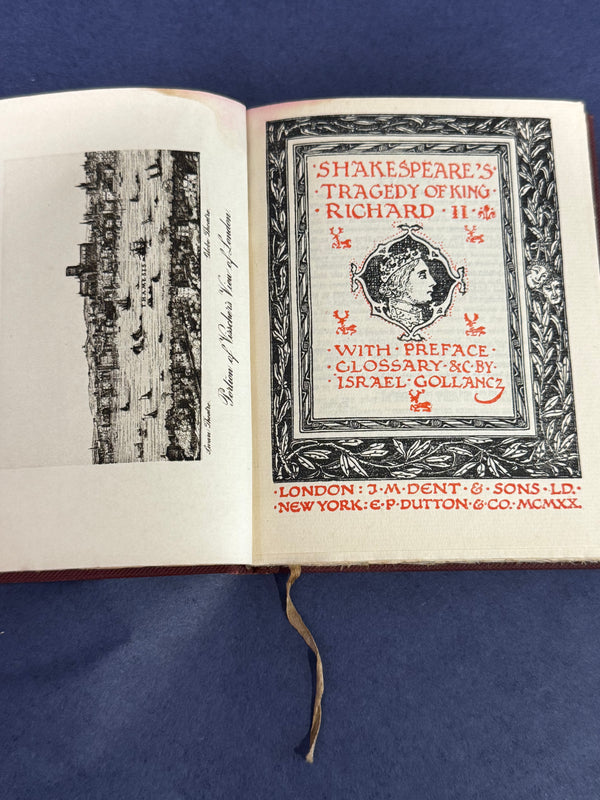 Portion of Visscher's View of London.
Globe Theatre
THAMESIS
·SHAKESPEARE'S·
·TRAGEDY OF KING·
·RICHARD·II·
·WITH·PREFACE·
·GLOSSARY·&C·BY·
·ISRAEL·GOLLANCZ
·LONDON:J·M·DENT·&·SONS·LD.·
·NEW YORK:E·P·DUTTON·&·CO.·MCMXX.